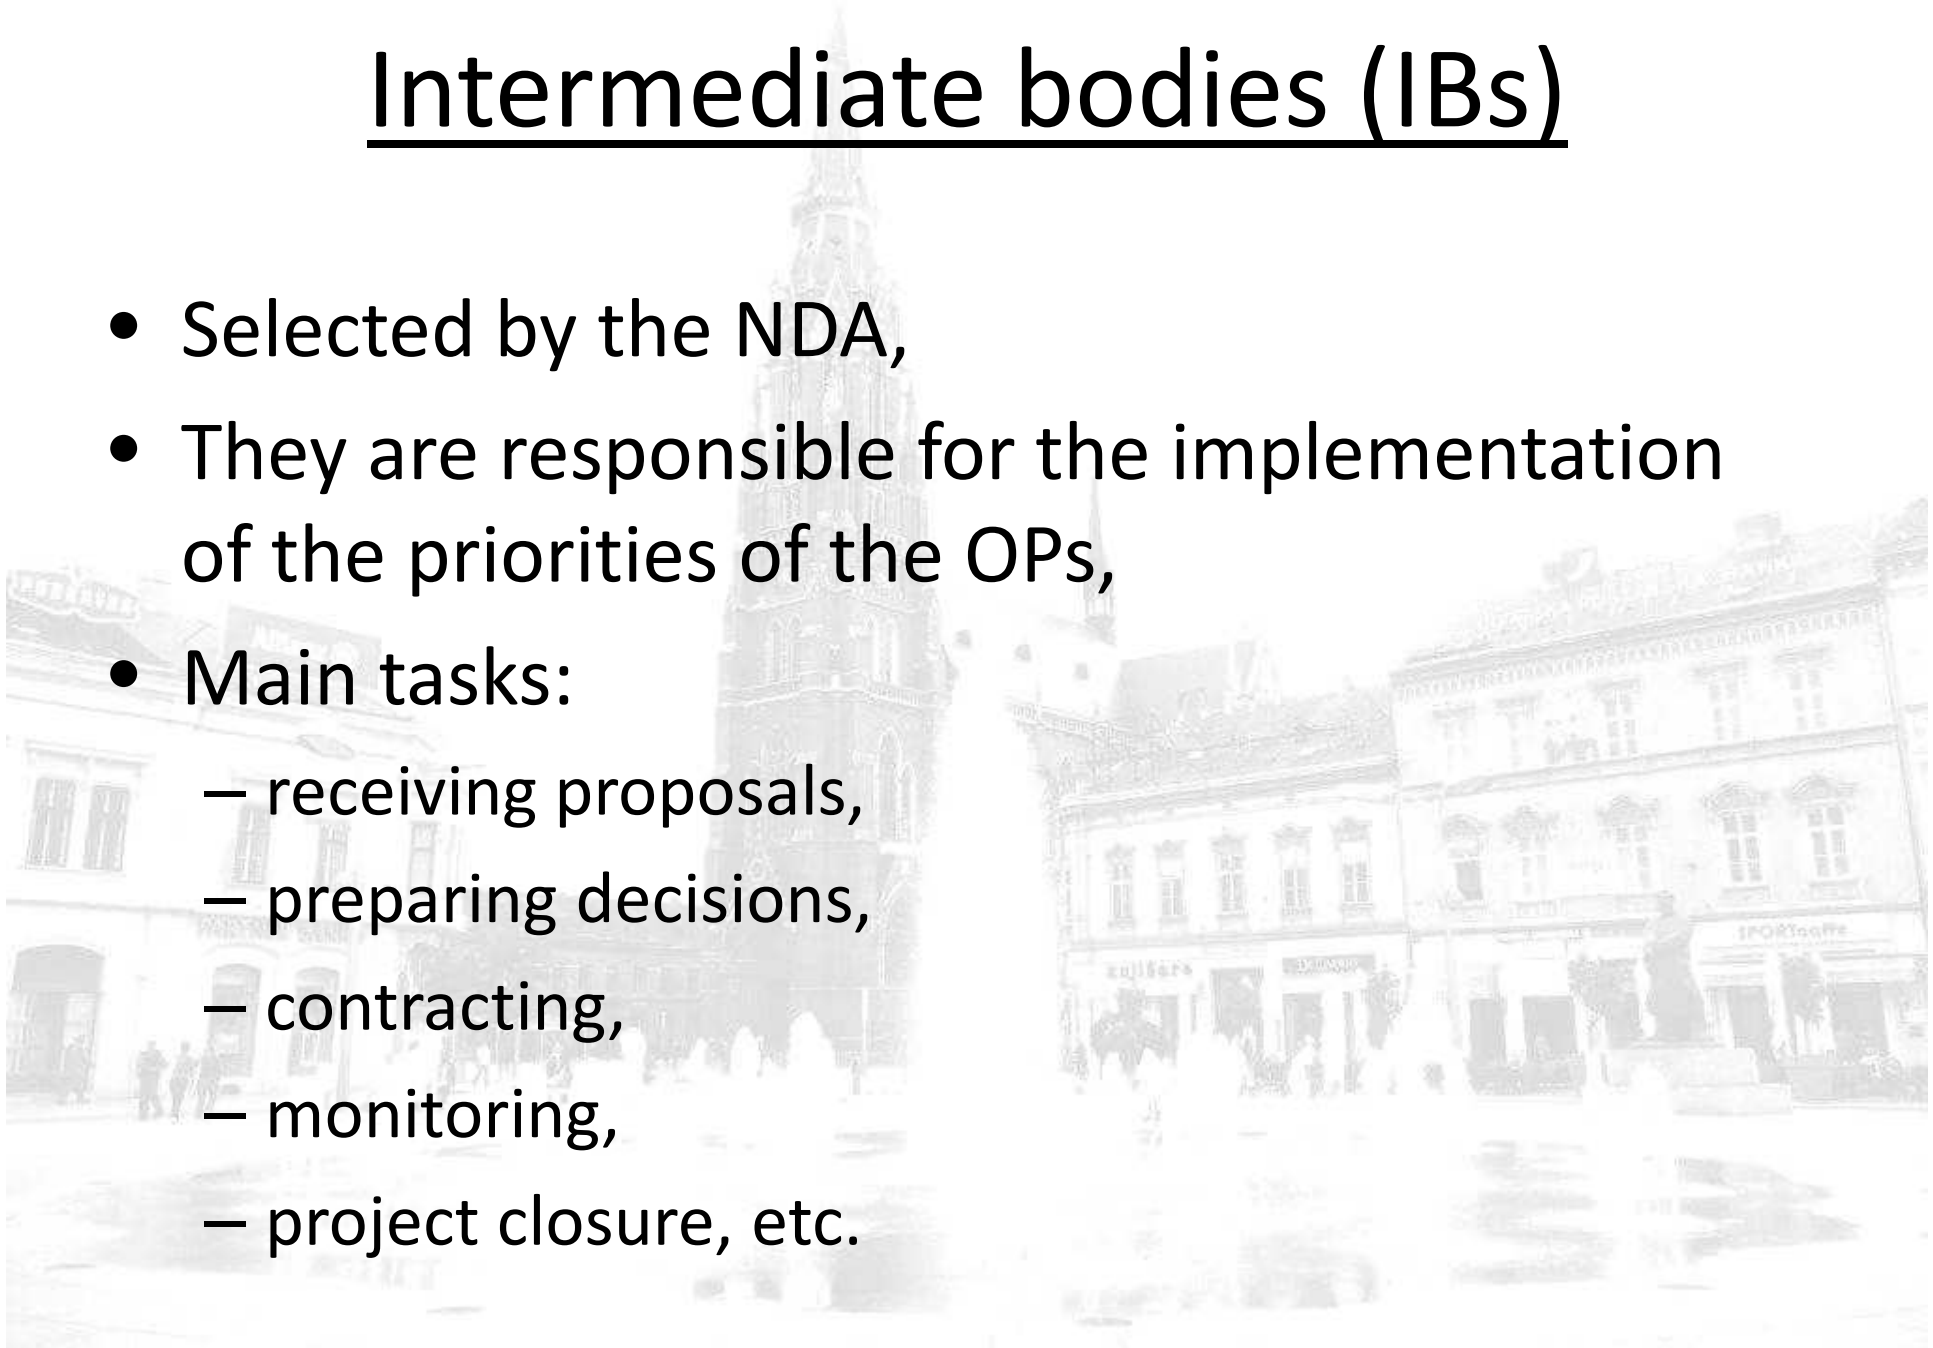 Intermediate bodies (IBs)
• Selected by the NDA,
• They are responsible for the implementation
of the priorities of the OPs,
• Main tasks:
– receiving proposals,
– preparing decisions,
– contracting,
– monitoring,
– project closure, etc.
SPORTcaffe